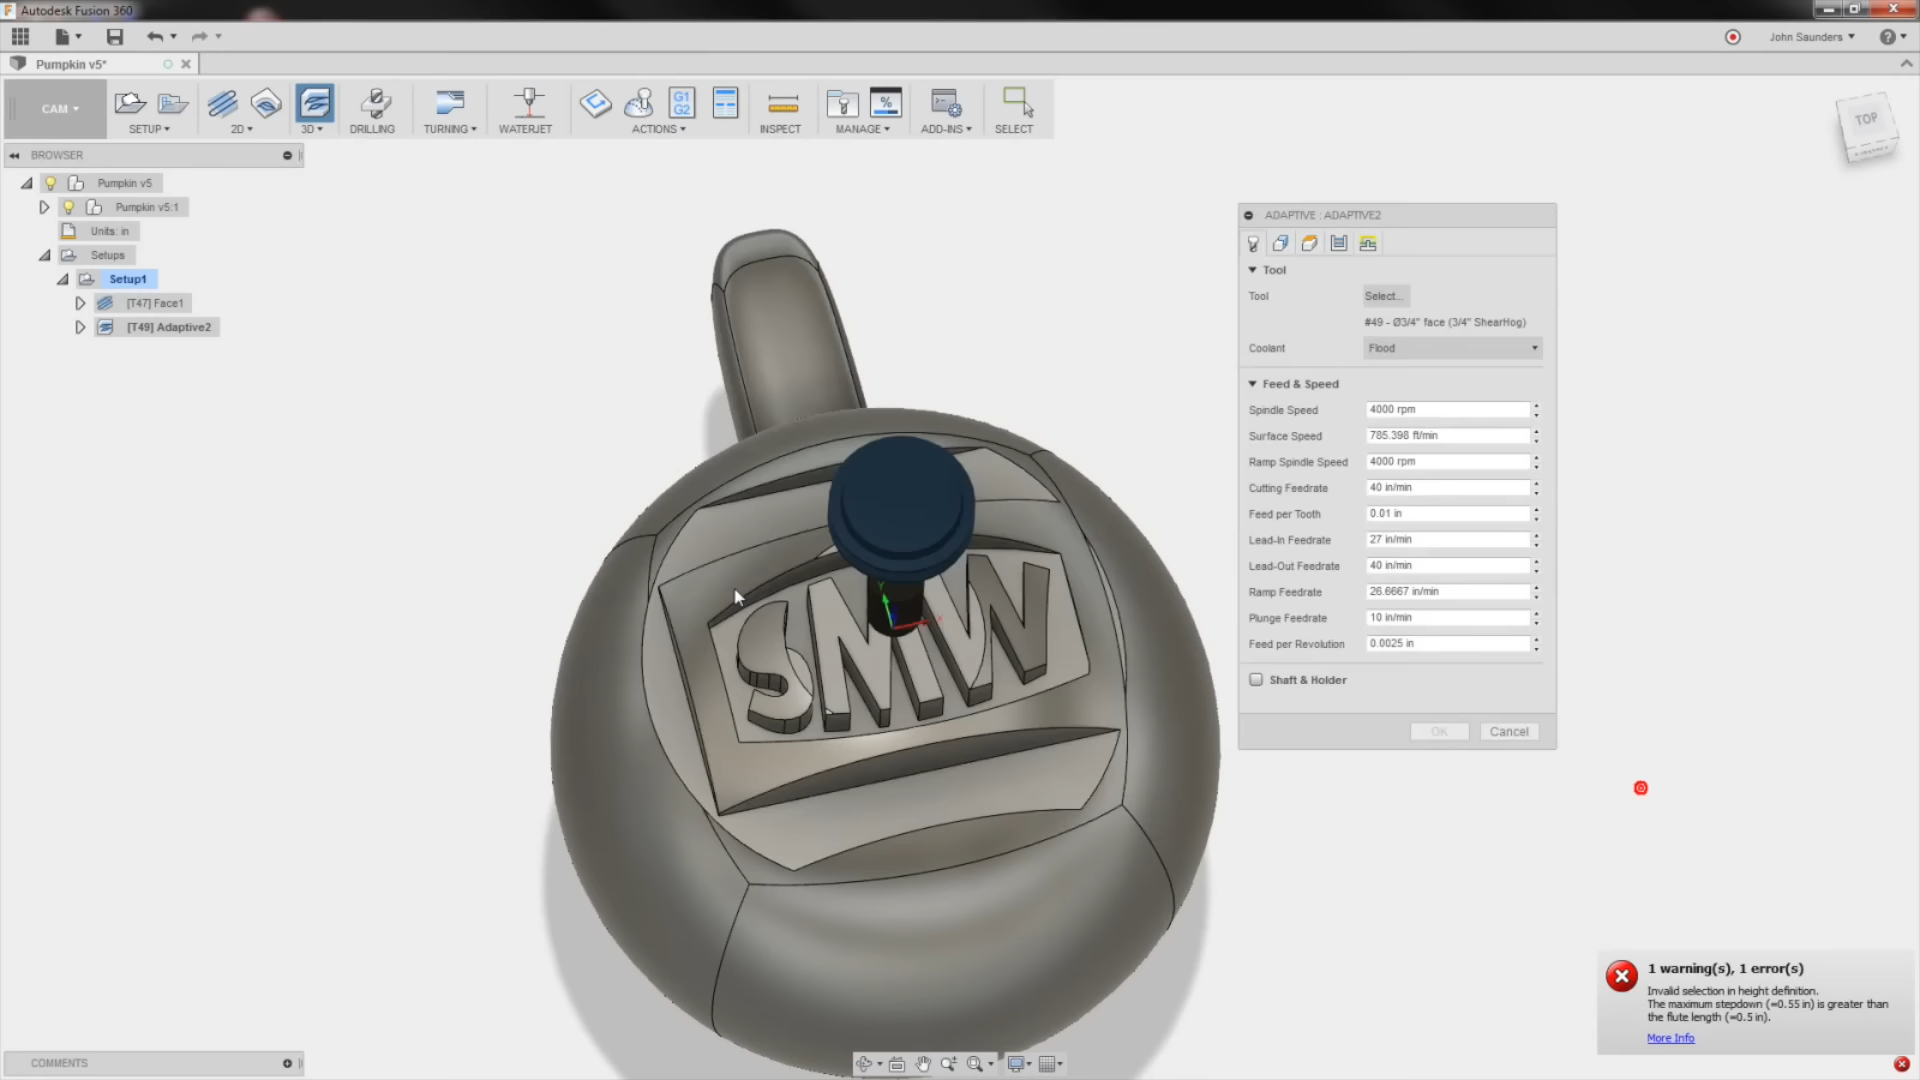 Autodesk Fusion 360
John Saunders
Pumpkin v5*
CAM
SETUP
2D
3D
DRILLING
TURNING
WATERJET
G1
G2
ACTIONS
INSPECT
%
MANAGE
ADD-INS
SELECT
TOP
BROWSER
Pumpkin v5
Pumpkin v5:1
Units: in
Setups
Setup1
[T47] Face1
[T49] Adaptive2
ADAPTIVE : ADAPTIVE2
Tool
Tool Select...
#49 - Ø3/4" face (3/4" ShearHog)
Coolant Flood
Feed & Speed
Spindle Speed 4000 rpm
Surface Speed 785.398 ft/min
Ramp Spindle Speed 4000 rpm
Cutting Feedrate 40 in/min
Feed per Tooth 0.01 in
Lead-In Feedrate 27 in/min
Lead-Out Feedrate 40 in/min
Ramp Feedrate 26.6667 in/min
Plunge Feedrate 10 in/min
Feed per Revolution 0.0025 in
Shaft & Holder
OK Cancel
Y
X
SMW
1 warning(s), 1 error(s)
Invalid selection in height definition.
The maximum stepdown (=0.55 in) is greater than
the flute length (=0.5 in).
More Info
COMMENTS